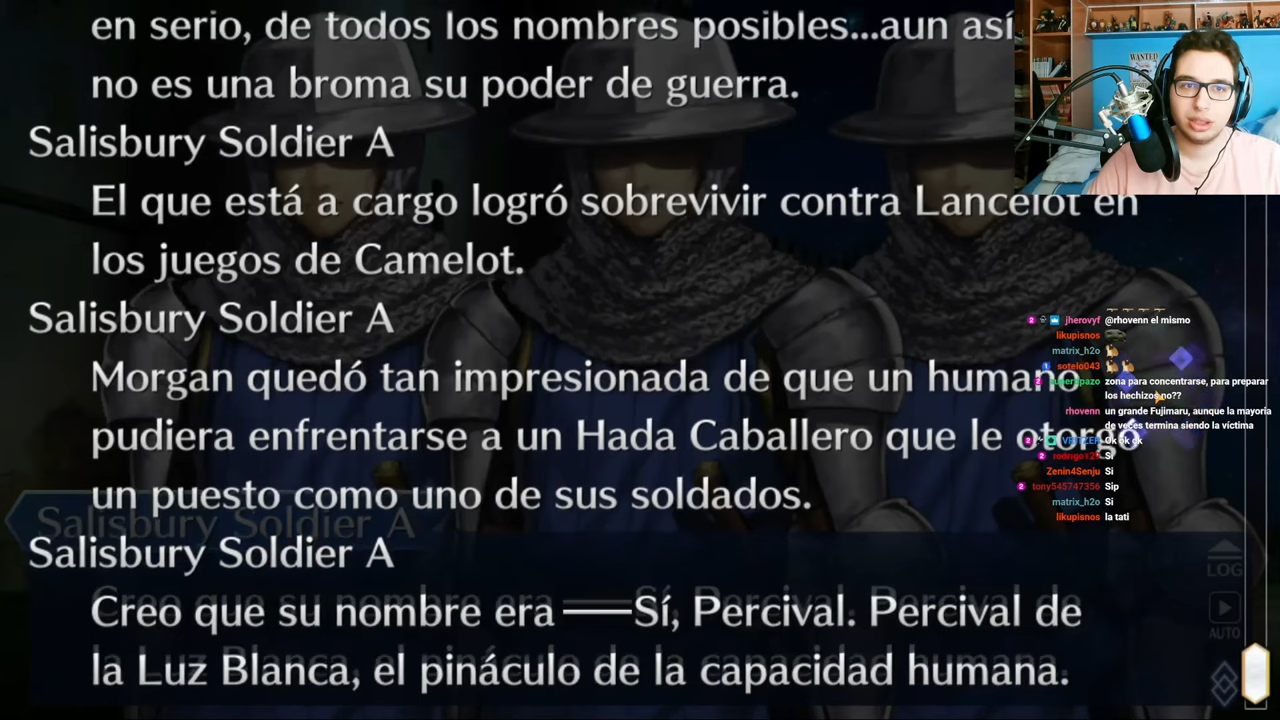 en serio, de todos los nombres posibles...aun así
no es una broma su poder de guerra.
Salisbury Soldier A
El que está a cargo logró sobrevivir contra Lancelot en
los juegos de Camelot.
Salisbury Soldier A
Morgan quedó tan impresionada de que un humano
pudiera enfrentarse a un Hada Caballero que le otorgó
un puesto como uno de sus soldados.
Salisbury Soldier A
Salisbury Soldier A
Creo que su nombre era ──Sí, Percival. Percival de
la Luz Blanca, el pináculo de la capacidad humana.
WANTED
jherovyf @rhovenn el mismo
likupisnos
matrix_h2o
sotelo043
zona para concentrarse, para preparar
los hechizos no??
rhovenn un grande Fujimaru, aunque la mayoria
de veces termina siendo la víctima
Ok ok ok
rodrigo125 Si
Zenin4Senju Si
tony545747356 Sip
matrix_h2o Si
likupisnos la tati
LOG
AUTO